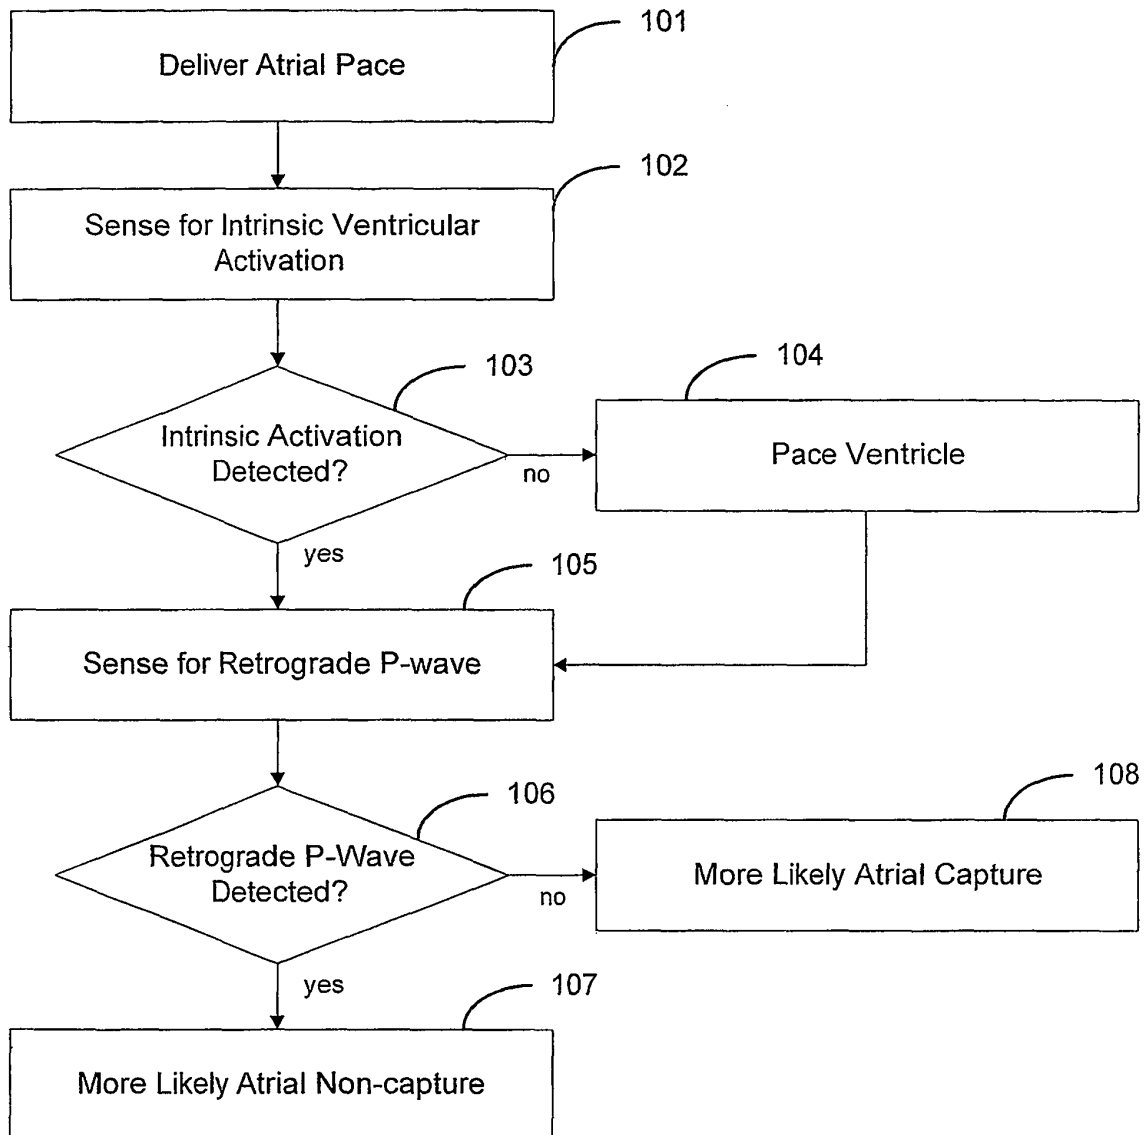 101
Deliver Atrial Pace
102
Sense for Intrinsic Ventricular
Activation
103
Intrinsic Activation
Detected?
no
104
Pace Ventricle
yes
105
Sense for Retrograde P-wave
106
Retrograde P-Wave
Detected?
no
108
More Likely Atrial Capture
yes
107
More Likely Atrial Non-capture